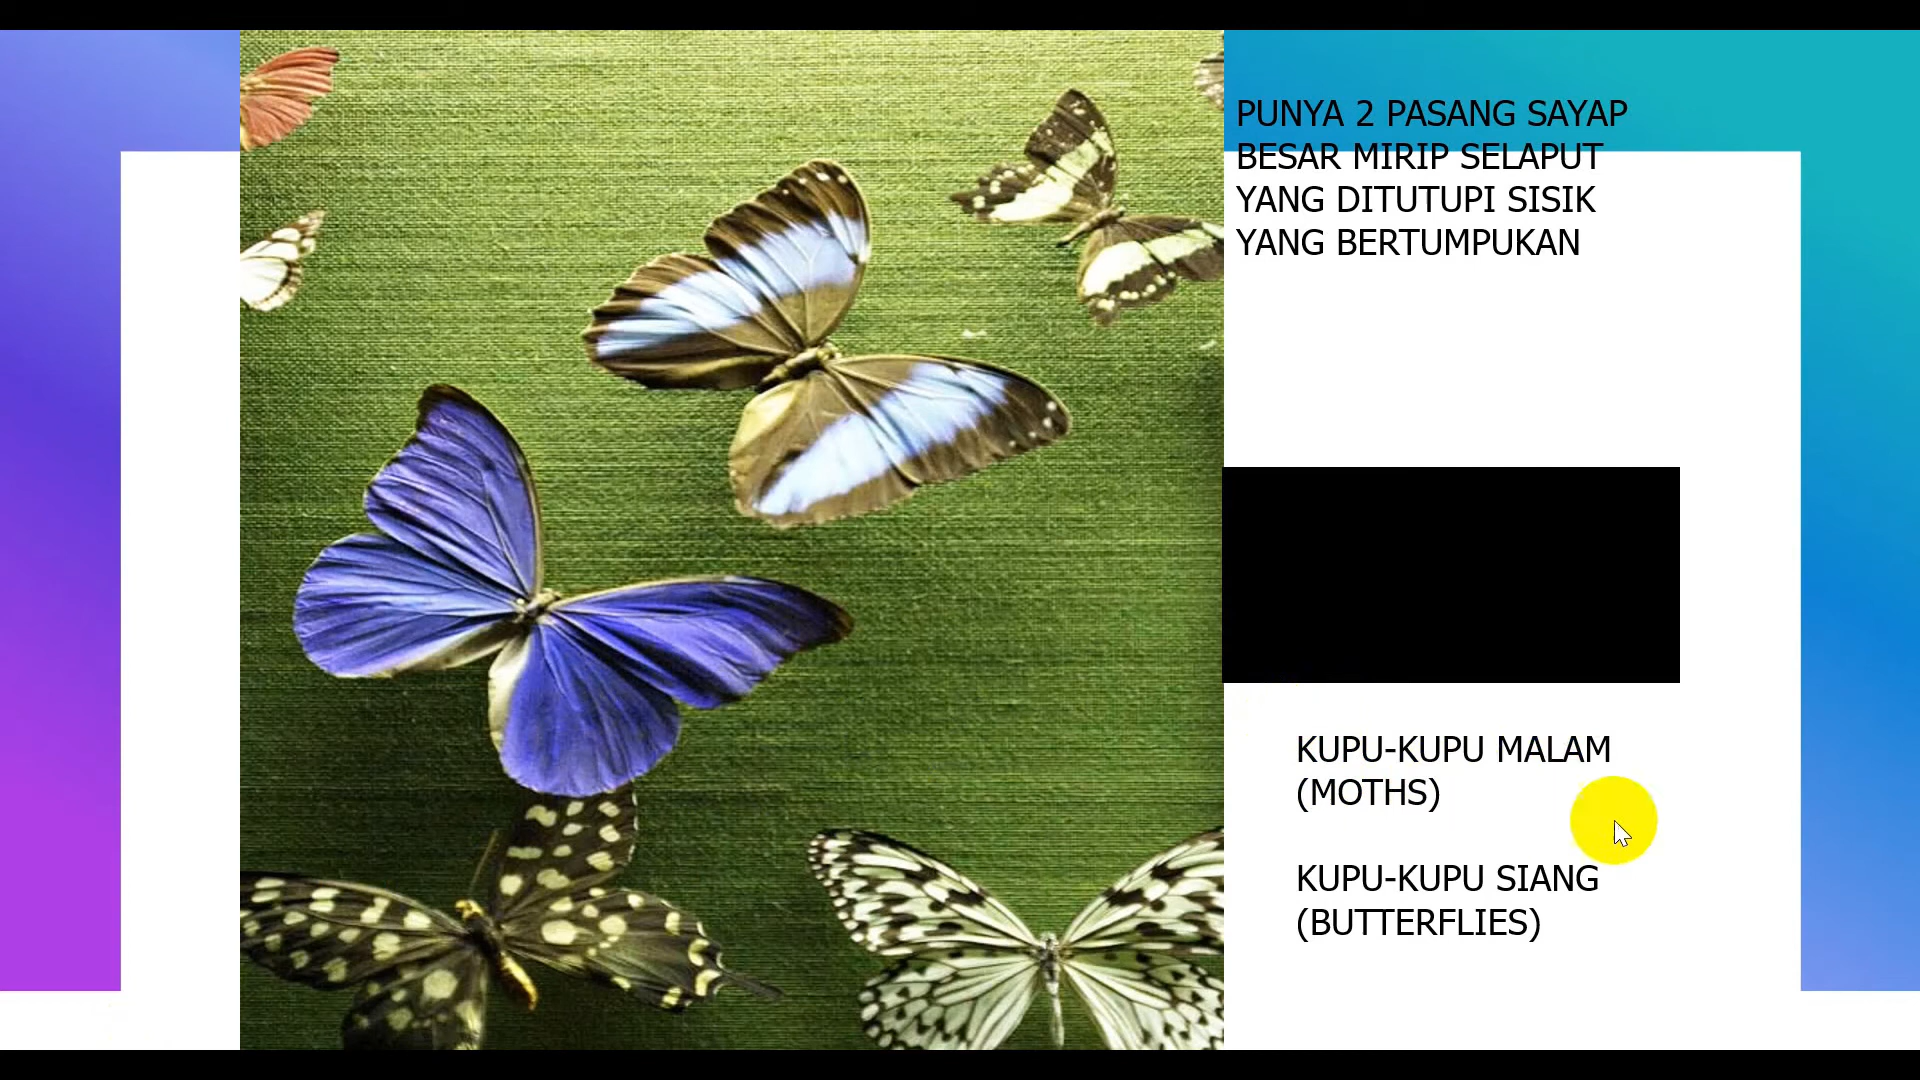 PUNYA 2 PASANG SAYAP
BESAR MIRIP SELAPUT
YANG DITUTUPI SISIK
YANG BERTUMPUKAN
KUPU-KUPU MALAM
(MOTHS)
KUPU-KUPU SIANG
(BUTTERFLIES)